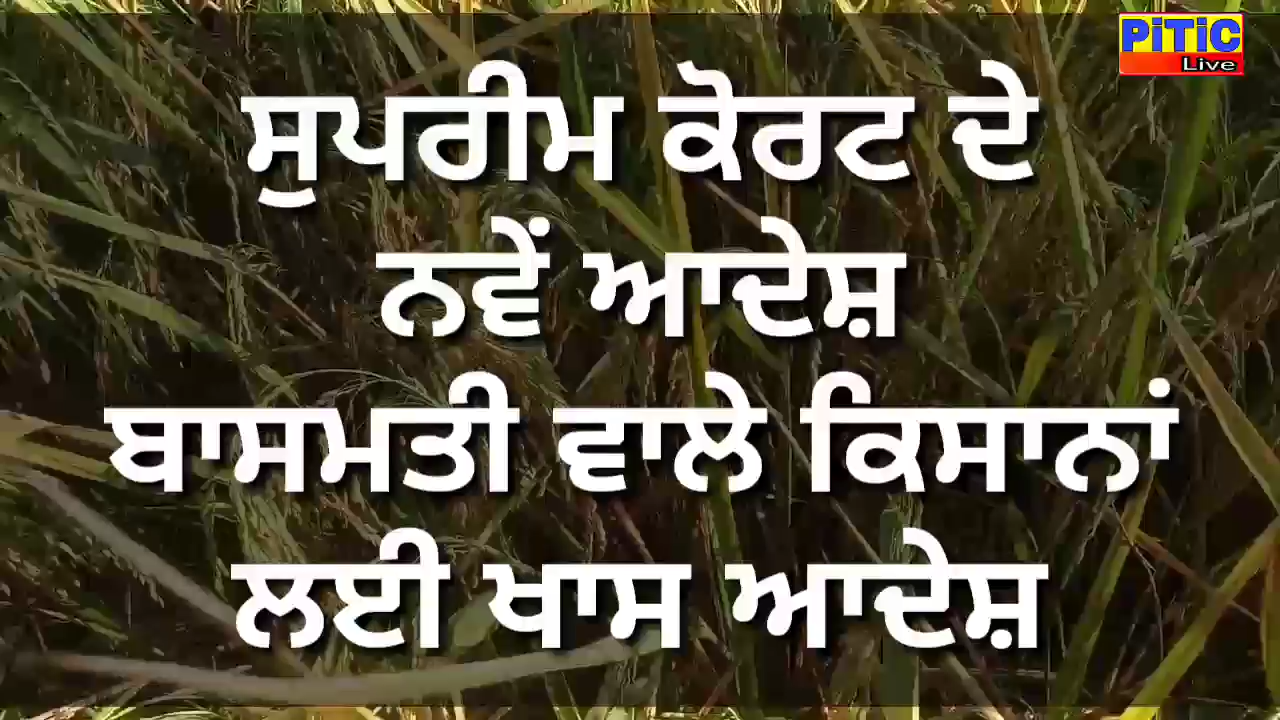 PiTiC
Live
ਸੁਪਰੀਮ ਕੋਰਟ ਦੇ
ਨਵੇਂ ਆਦੇਸ਼
ਬਾਸਮਤੀ ਵਾਲੇ ਕਿਸਾਨਾਂ
ਲਈ ਖਾਸ ਆਦੇਸ਼